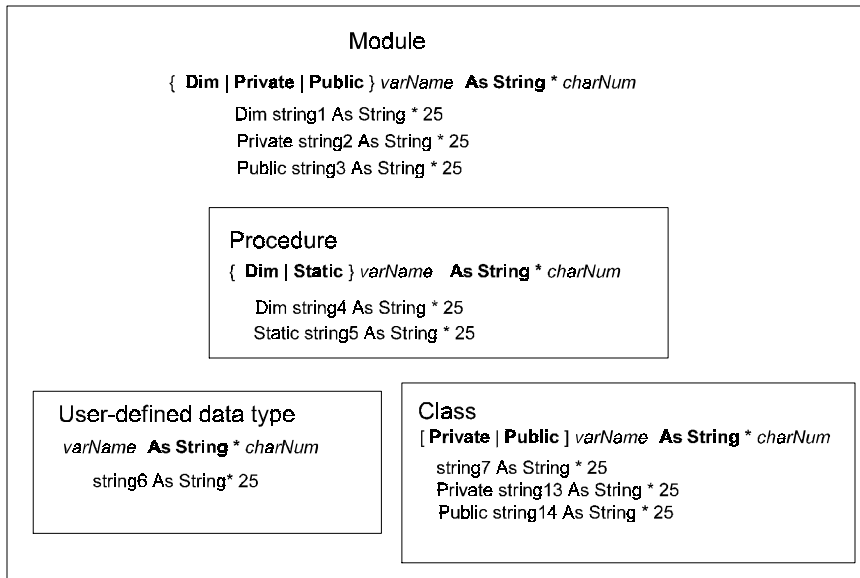 Module
{ Dim | Private | Public } varName As String * charNum
Dim string1 As String * 25
Private string2 As String * 25
Public string3 As String * 25
Procedure
{ Dim | Static } varName As String * charNum
Dim string4 As String * 25
Static string5 As String * 25
User-defined data type
varName As String * charNum
string6 As String* 25
Class
[ Private | Public ] varName As String * charNum
string7 As String * 25
Private string13 As String * 25
Public string14 As String * 25